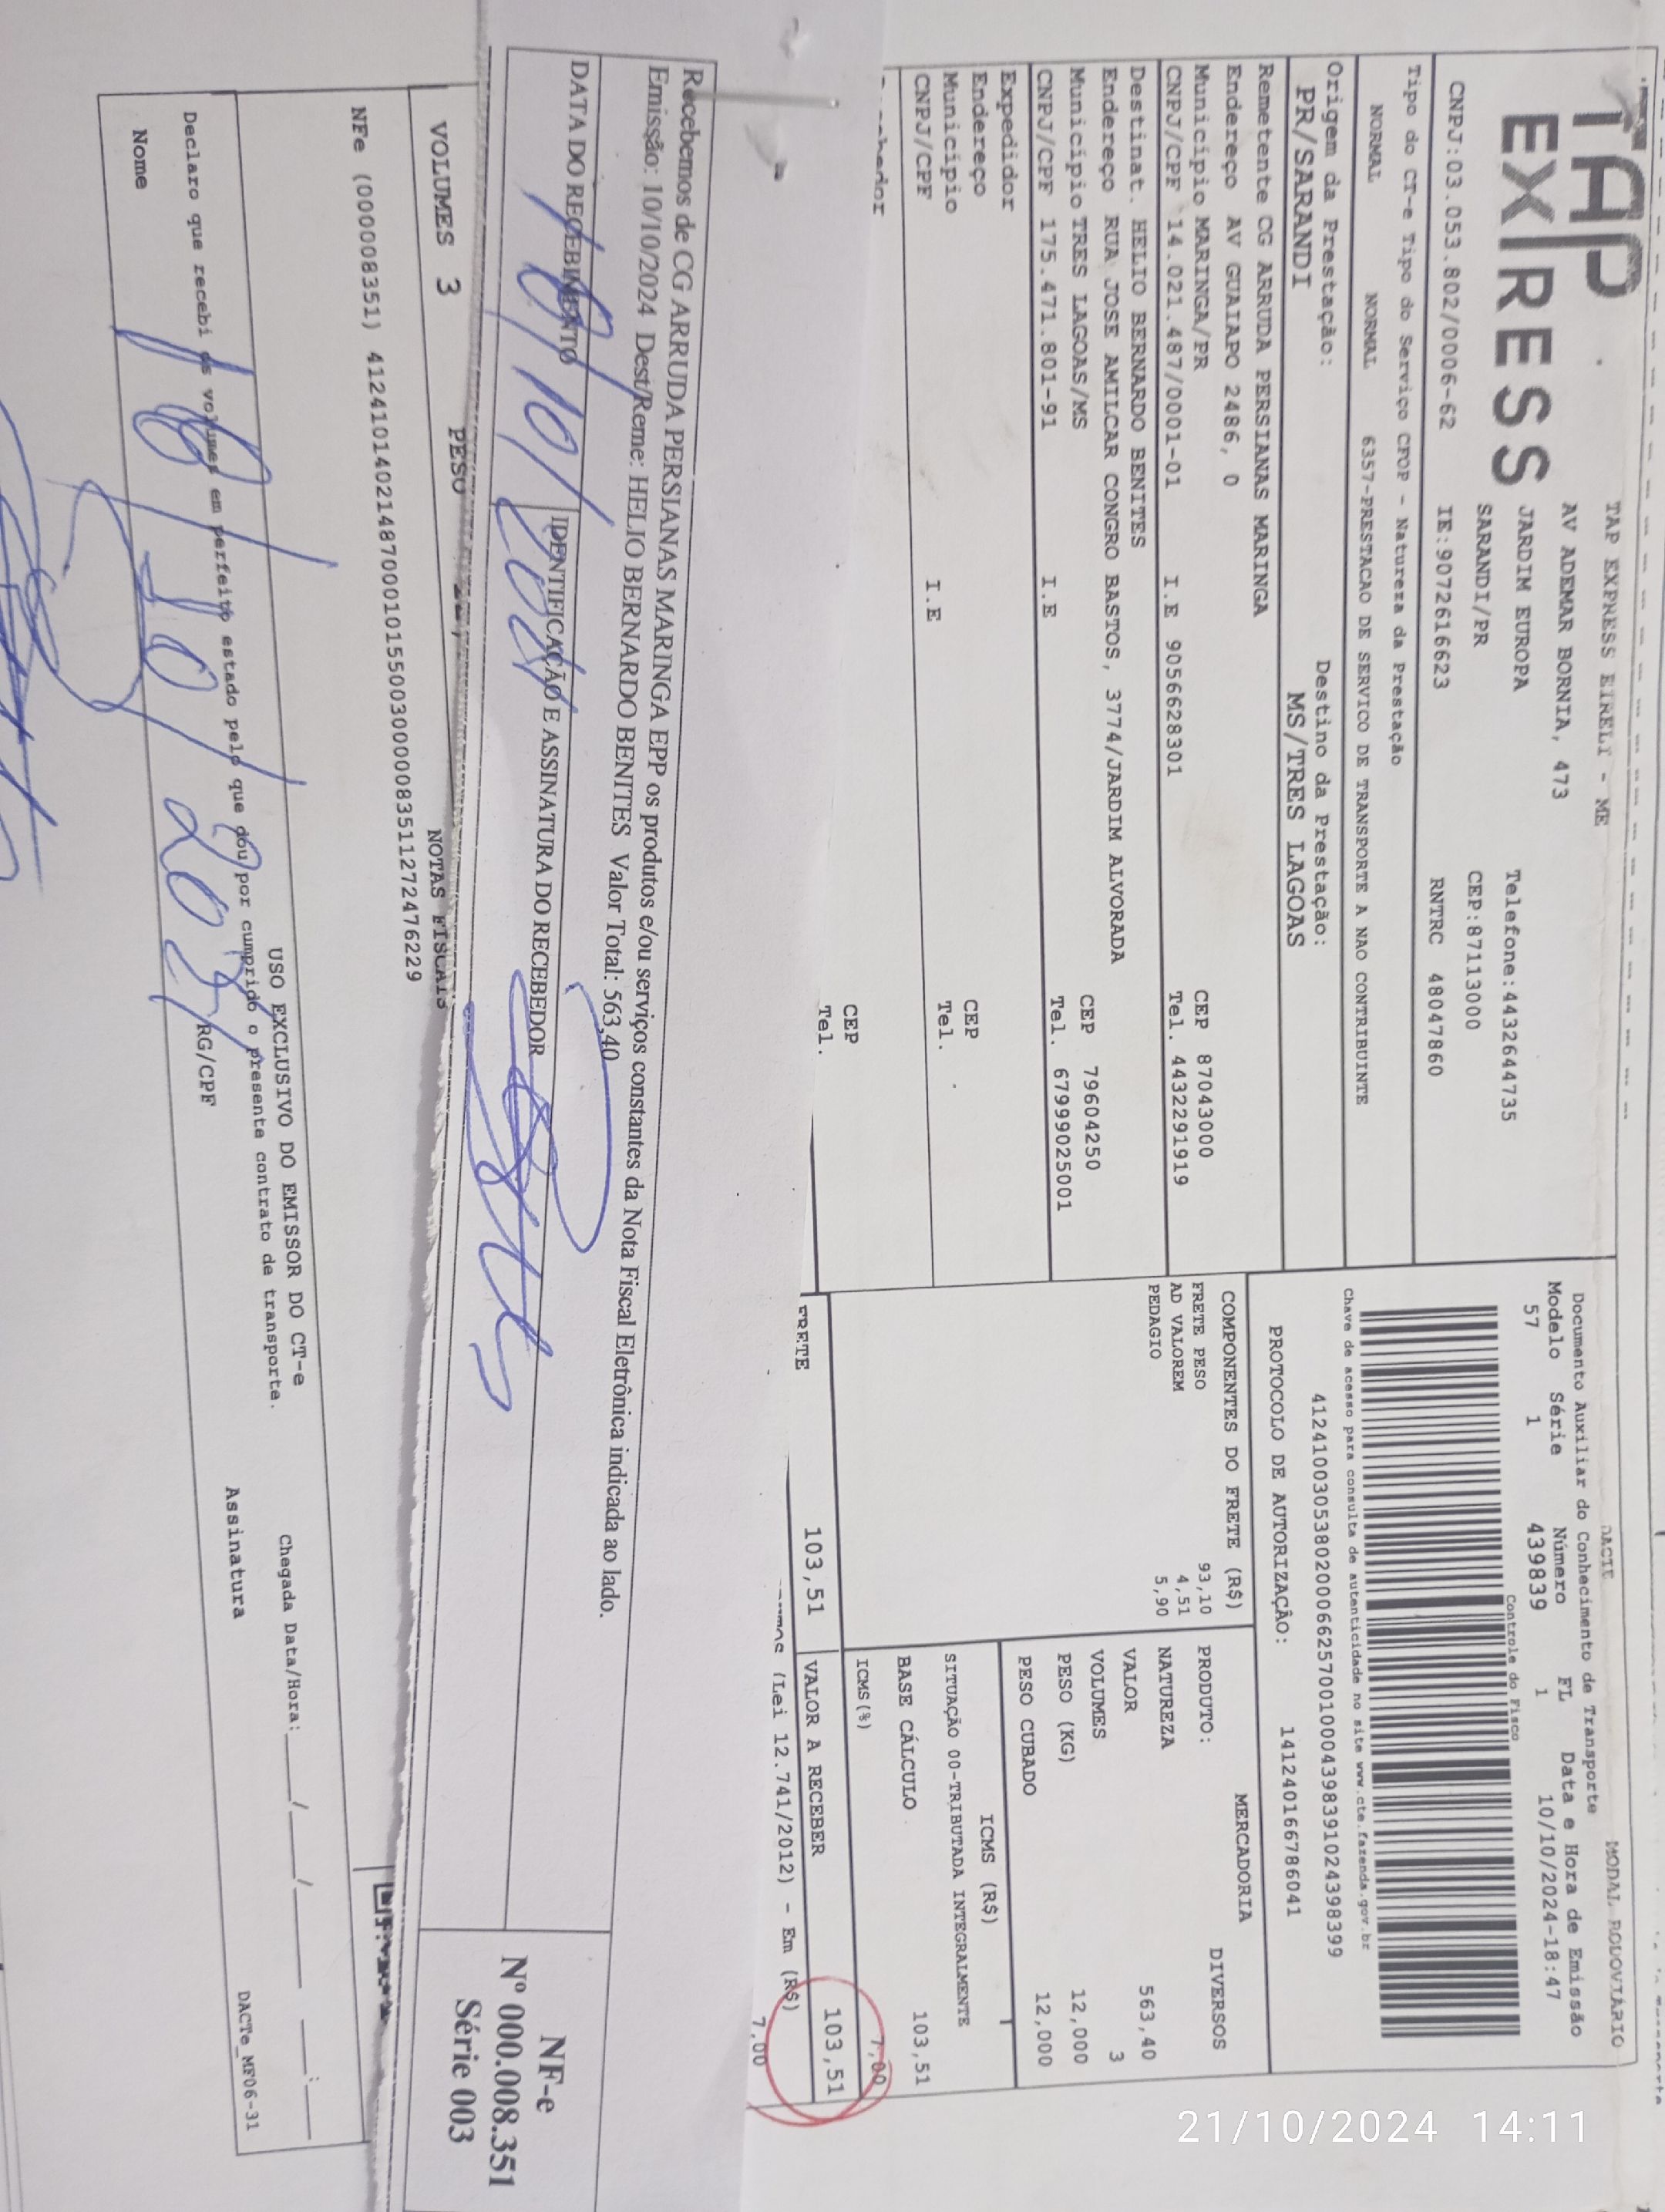 TAP EXPRESS
TAP EXPRESS EIRELI - ME
AV ADEMAR BORNIA, 473
JARDIM EUROPA
Telefone:4432644735
SARANDI/PR
CEP:87113000
CNPJ:03.053.802/0006-62
IE:9072616623
RNTRC 48047860
Tipo do CT-e Tipo do Serviço CFOP - Natureza da Prestação
NORMAL NORMAL 6357-PRESTACAO DE SERVICO DE TRANSPORTE A NAO CONTRIBUINTE
Origem da Prestação: Destino da Prestação:
PR/SARANDI MS/TRES LAGOAS
Remetente CG ARRUDA PERSIANAS MARINGA
Endereço AV GUAIAPO 2486, 0
Municipio MARINGA/PR CEP 87043000
CNPJ/CPF 14.021.487/0001-01 I.E 9056628301 Tel. 4432291919
Destinat. HELIO BERNARDO BENITES
Endereço RUA JOSE AMILCAR CONGRO BASTOS, 3774/JARDIM ALVORADA
Municipio TRES LAGOAS/MS CEP 79604250
CNPJ/CPF 175.471.801-91 I.E Tel. 67999025001
Expedidor
Endereço
Municipio CEP
CNPJ/CPF I.E Tel.
CEP
Tel.
DACTE MODAL RODOVIÁRIO
Documento Auxiliar do Conhecimento de Transporte
Modelo Série Número FL Data e Hora de Emissão
57 1 439839 1 10/10/2024-18:47
Controle do Fisco
Chave de acesso para consulta de autenticidade no site www.cte.fazenda.gov.br
41241003053802000662570010004398391024398399
PROTOCOLO DE AUTORIZAÇÃO: 141240166786041
COMPONENTES DO FRETE (R$)
FRETE PESO 93,10
AD VALOREM 4,51
PEDAGIO 5,90
MERCADORIA
PRODUTO: DIVERSOS
NATUREZA
VALOR 563,40
VOLUMES 3
PESO (KG) 12,000
PESO CUBADO 12,000
ICMS (R$)
SITUAÇÃO 00-TRIBUTADA INTEGRALMENTE
BASE CÁLCULO 103,51
ICMS(%) 7,00
FRETE 103,51
VALOR A RECEBER 103,51
(Lei 12.741/2012) - Em (R$)
7,00
Recebemos de CG ARRUDA PERSIANAS MARINGA EPP os produtos e/ou serviços constantes da Nota Fiscal Eletrônica indicada ao lado.
Emissão: 10/10/2024 Dest/Reme: HELIO BERNARDO BENITES Valor Total: 563,40
DATA DO RECEBIMENTO IDENTIFICAÇÃO E ASSINATURA DO RECEBEDOR
NF-e
Nº 000.008.351
Série 003
VOLUMES 3 PESO NOTAS FISCAIS
NFe (000008351) 41241014021487000101550030000083511272476229
USO EXCLUSIVO DO EMISSOR DO CT-e
Declaro que recebi os volumes em perfeito estado pelo que dou por cumprido o presente contrato de transporte.
Chegada Data/Hora:___/___/_____ ___:___
Nome RG/CPF Assinatura
DACTe_MF06-31
21/10/2024 14:11